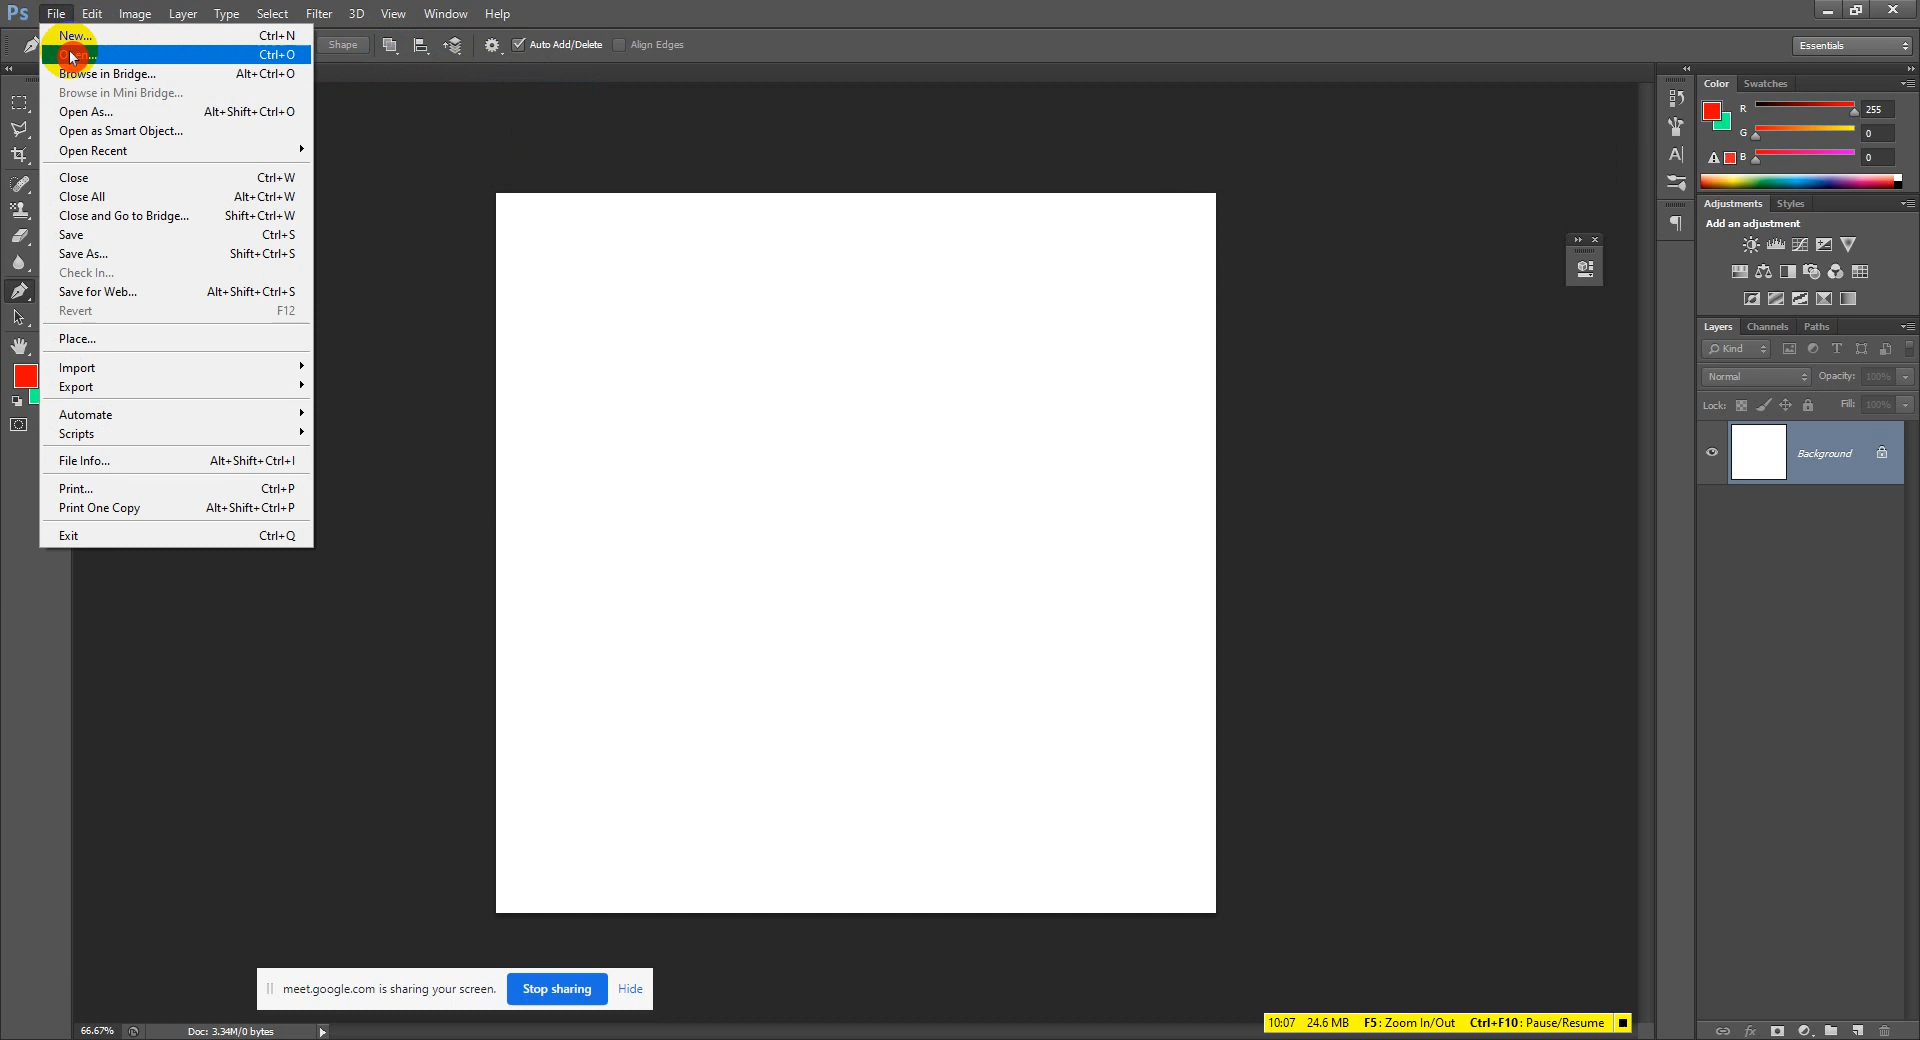 Ps File Edit Image Layer Type Select Filter 3D View Window Help
New... Ctrl+N
Open... Ctrl+O
Browse in Bridge... Alt+Ctrl+O
Browse in Mini Bridge...
Open As... Alt+Shift+Ctrl+O
Open as Smart Object...
Open Recent
Close Ctrl+W
Close All Alt+Ctrl+W
Close and Go to Bridge... Shift+Ctrl+W
Save Ctrl+S
Save As... Shift+Ctrl+S
Check In...
Save for Web... Alt+Shift+Ctrl+S
Revert F12
Place...
Import
Export
Automate
Scripts
File Info... Alt+Shift+Ctrl+I
Print... Ctrl+P
Print One Copy Alt+Shift+Ctrl+P
Exit Ctrl+Q
Shape Auto Add/Delete Align Edges Essentials
Color Swatches
R 255
G 0
B 0
Adjustments Styles
Add an adjustment
Layers Channels Paths
Kind
Normal Opacity: 100%
Lock: Fill: 100%
Background
meet.google.com is sharing your screen. Stop sharing Hide
66.67% Doc: 3.34M/0 bytes
10:07 24.6 MB F5: Zoom In/Out Ctrl+F10: Pause/Resume